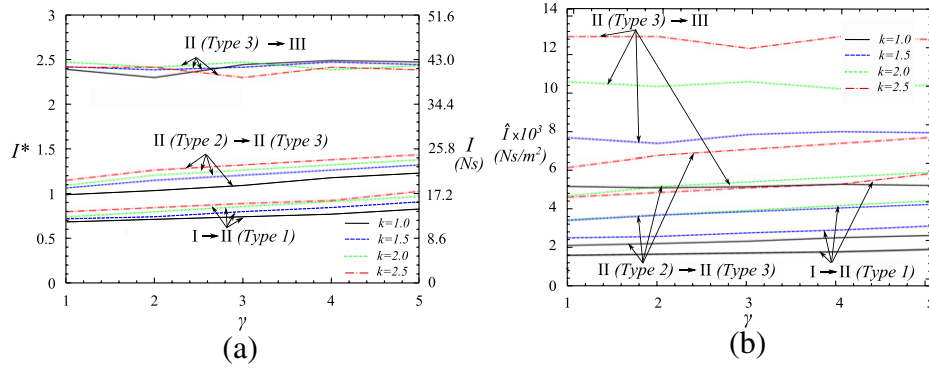 3
2.5
2
1.5
1
0.5
0
I*
51.6
43.0
34.4
25.8
17.2
8.6
0
I
(Ns)
II (Type 3) → III
II (Type 2) → II (Type 3)
I → II (Type 1)
k=1.0
k=1.5
k=2.0
k=2.5
1 2 3 4 5
γ
(a)
14
12
10
8
6
4
2
0
Î ×10³
(Ns/m²)
II (Type 3) → III
k=1.0
k=1.5
k=2.0
k=2.5
II (Type 2) → II (Type 3)
I → II (Type 1)
1 2 3 4 5
γ
(b)